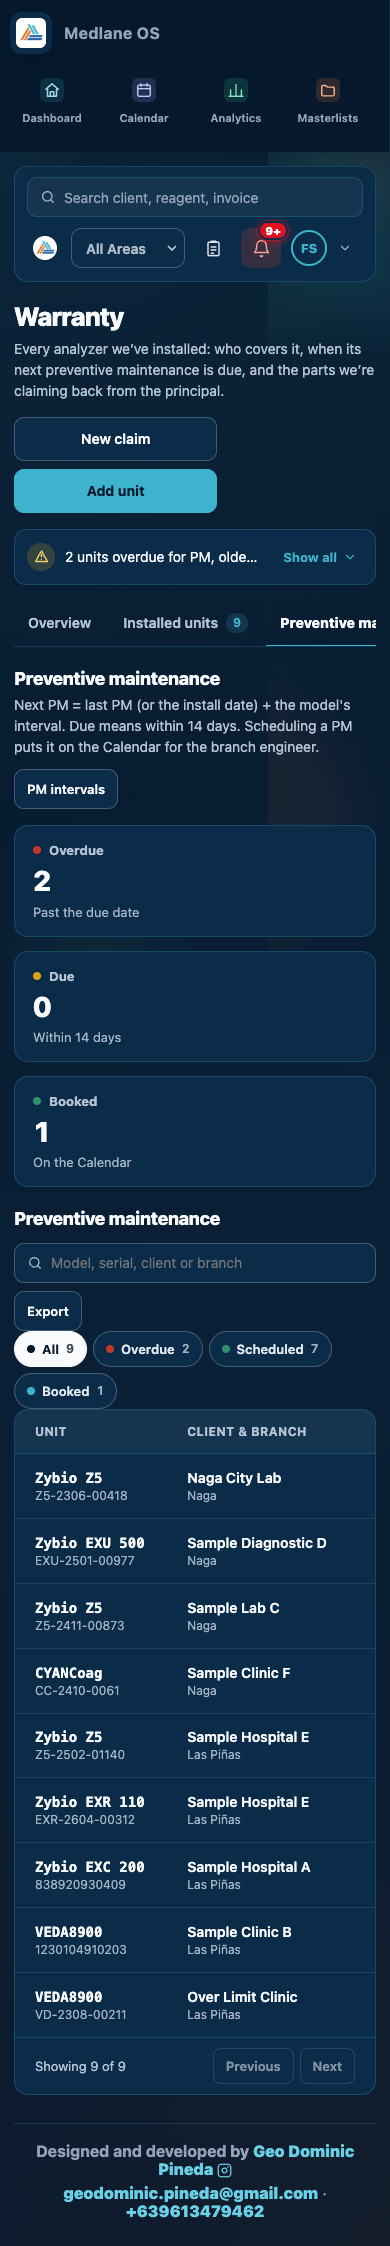 Medlane OS
Dashboard
Calendar
Analytics
Masterlists
Search client, reagent, invoice
All Areas
9+
FS
Warranty
Every analyzer we've installed: who covers it, when its
next preventive maintenance is due, and the parts we're
claiming back from the principal.
New claim
Add unit
2 units overdue for PM, olde...
Show all
Overview
Installed units 9
Preventive ma
Preventive maintenance
Next PM = last PM (or the install date) + the model's
interval. Due means within 14 days. Scheduling a PM
puts it on the Calendar for the branch engineer.
PM intervals
Overdue
2
Past the due date
Due
0
Within 14 days
Booked
1
On the Calendar
Preventive maintenance
Model, serial, client or branch
Export
All 9
Overdue 2
Scheduled 7
Booked 1
UNIT
CLIENT & BRANCH
Zybio Z5
Z5-2306-00418
Naga City Lab
Naga
Zybio EXU 500
EXU-2501-00977
Sample Diagnostic D
Naga
Zybio Z5
Z5-2411-00873
Sample Lab C
Naga
CYANCoag
CC-2410-0061
Sample Clinic F
Naga
Zybio Z5
Z5-2502-01140
Sample Hospital E
Las Piñas
Zybio EXR 110
EXR-2604-00312
Sample Hospital E
Las Piñas
Zybio EXC 200
838920930409
Sample Hospital A
Las Piñas
VEDA8900
1230104910203
Sample Clinic B
Las Piñas
VEDA8900
VD-2308-00211
Over Limit Clinic
Las Piñas
Showing 9 of 9
Previous
Next
Designed and developed by Geo Dominic
Pineda
geodominic.pineda@gmail.com ·
+639613479462